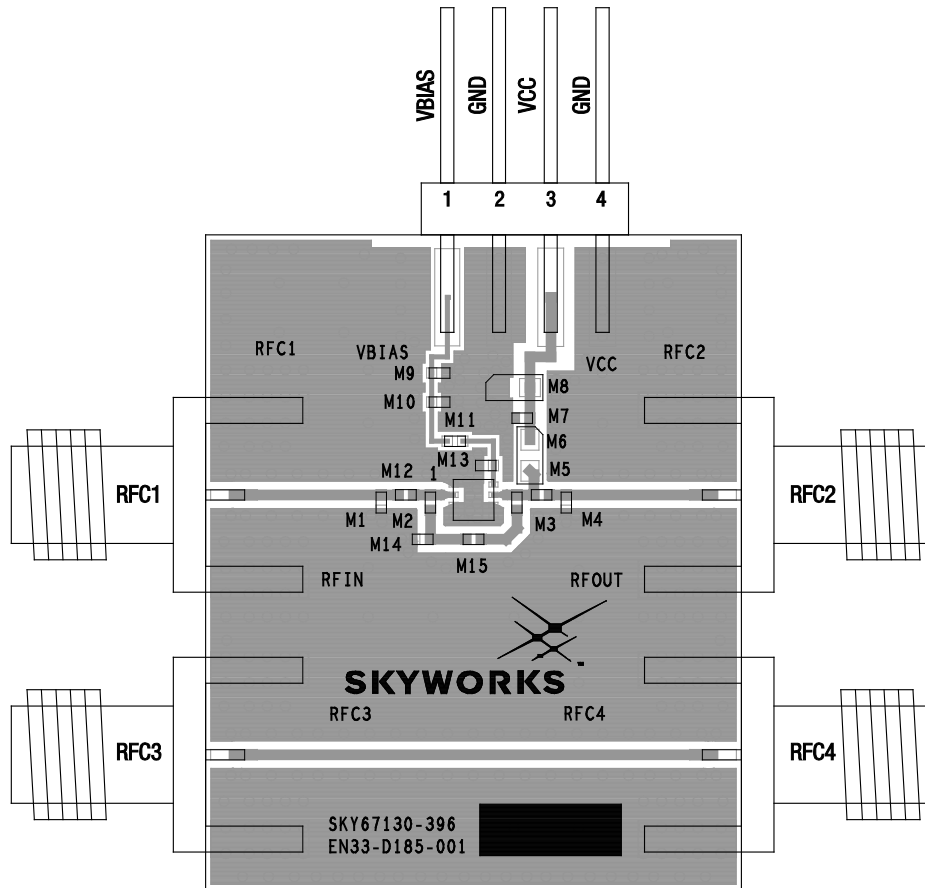 VBIAS
GND
VCC
GND
1 2 3 4
RFC1
VBIAS
VCC
RFC2
M9
M8
M10
M7
M11
M6
M13
M5
M12 1
RFC1
RFC2
M1 M2 M3 M4
M14
M15
RFIN
RFOUT
SKYWORKS
RFC3
RFC4
RFC3
RFC4
SKY67130-396
EN33-D185-001